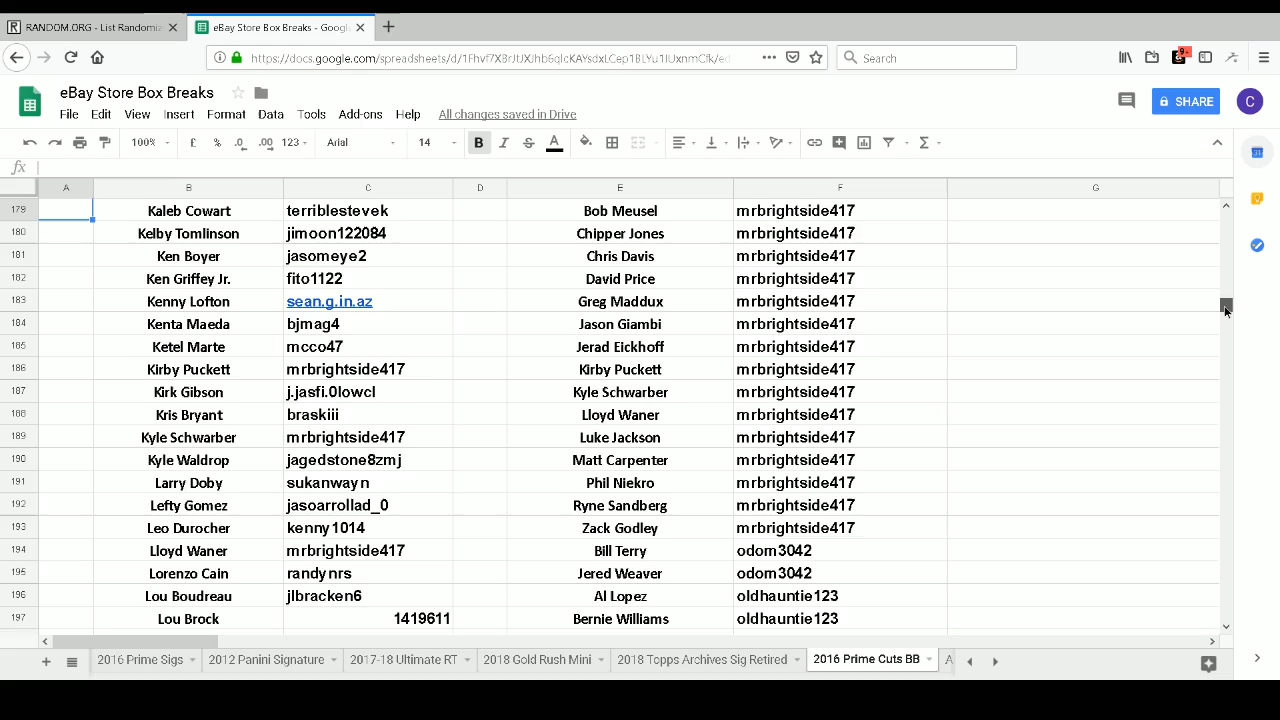 RANDOM.ORG - List Randomiz
eBay Store Box Breaks - Google
eBay Store Box Breaks
File Edit View Insert Format Data Tools Add-ons Help All changes saved in Drive
Search
SHARE
C
100% £ % .0 .00 123 Arial 14 B I S A
fx
A B C D E F G
179 Kaleb Cowart terriblestevek Bob Meusel mrbrightside417
180 Kelby Tomlinson jimoon122084 Chipper Jones mrbrightside417
181 Ken Boyer jasomeye2 Chris Davis mrbrightside417
182 Ken Griffey Jr. fito1122 David Price mrbrightside417
183 Kenny Lofton sean.g.in.az Greg Maddux mrbrightside417
184 Kenta Maeda bjmag4 Jason Giambi mrbrightside417
185 Ketel Marte mcco47 Jerad Eickhoff mrbrightside417
186 Kirby Puckett mrbrightside417 Kirby Puckett mrbrightside417
187 Kirk Gibson j.jasfi.0lowcl Kyle Schwarber mrbrightside417
188 Kris Bryant braskiii Lloyd Waner mrbrightside417
189 Kyle Schwarber mrbrightside417 Luke Jackson mrbrightside417
190 Kyle Waldrop jagedstone8zmj Matt Carpenter mrbrightside417
191 Larry Doby sukanwayn Phil Niekro mrbrightside417
192 Lefty Gomez jasoarrollad_0 Ryne Sandberg mrbrightside417
193 Leo Durocher kenny1014 Zack Godley mrbrightside417
194 Lloyd Waner mrbrightside417 Bill Terry odom3042
195 Lorenzo Cain randynrs Jered Weaver odom3042
196 Lou Boudreau jlbracken6 Al Lopez oldhauntie123
197 Lou Brock 1419611 Bernie Williams oldhauntie123
2016 Prime Sigs 2012 Panini Signature 2017-18 Ultimate RT 2018 Gold Rush Mini 2018 Topps Archives Sig Retired 2016 Prime Cuts BB A